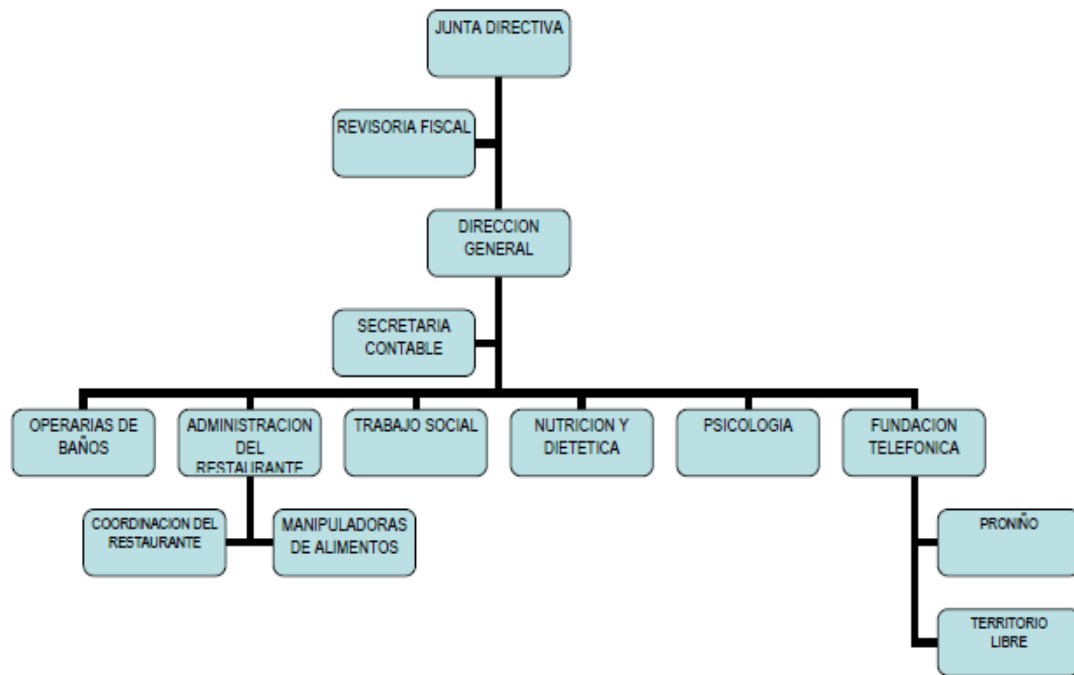 JUNTA DIRECTIVA
REVISORIA FISCAL
DIRECCION
GENERAL
SECRETARIA
CONTABLE
OPERARIAS DE
BAÑOS
ADMINISTRACION
DEL
RESTAURANTE
TRABAJO SOCIAL
NUTRICION Y
DIETETICA
PSICOLOGIA
FUNDACION
TELEFONICA
COORDINACION DEL
RESTAURANTE
MANIPULADORAS
DE ALIMENTOS
PRONIÑO
TERRITORIO
LIBRE